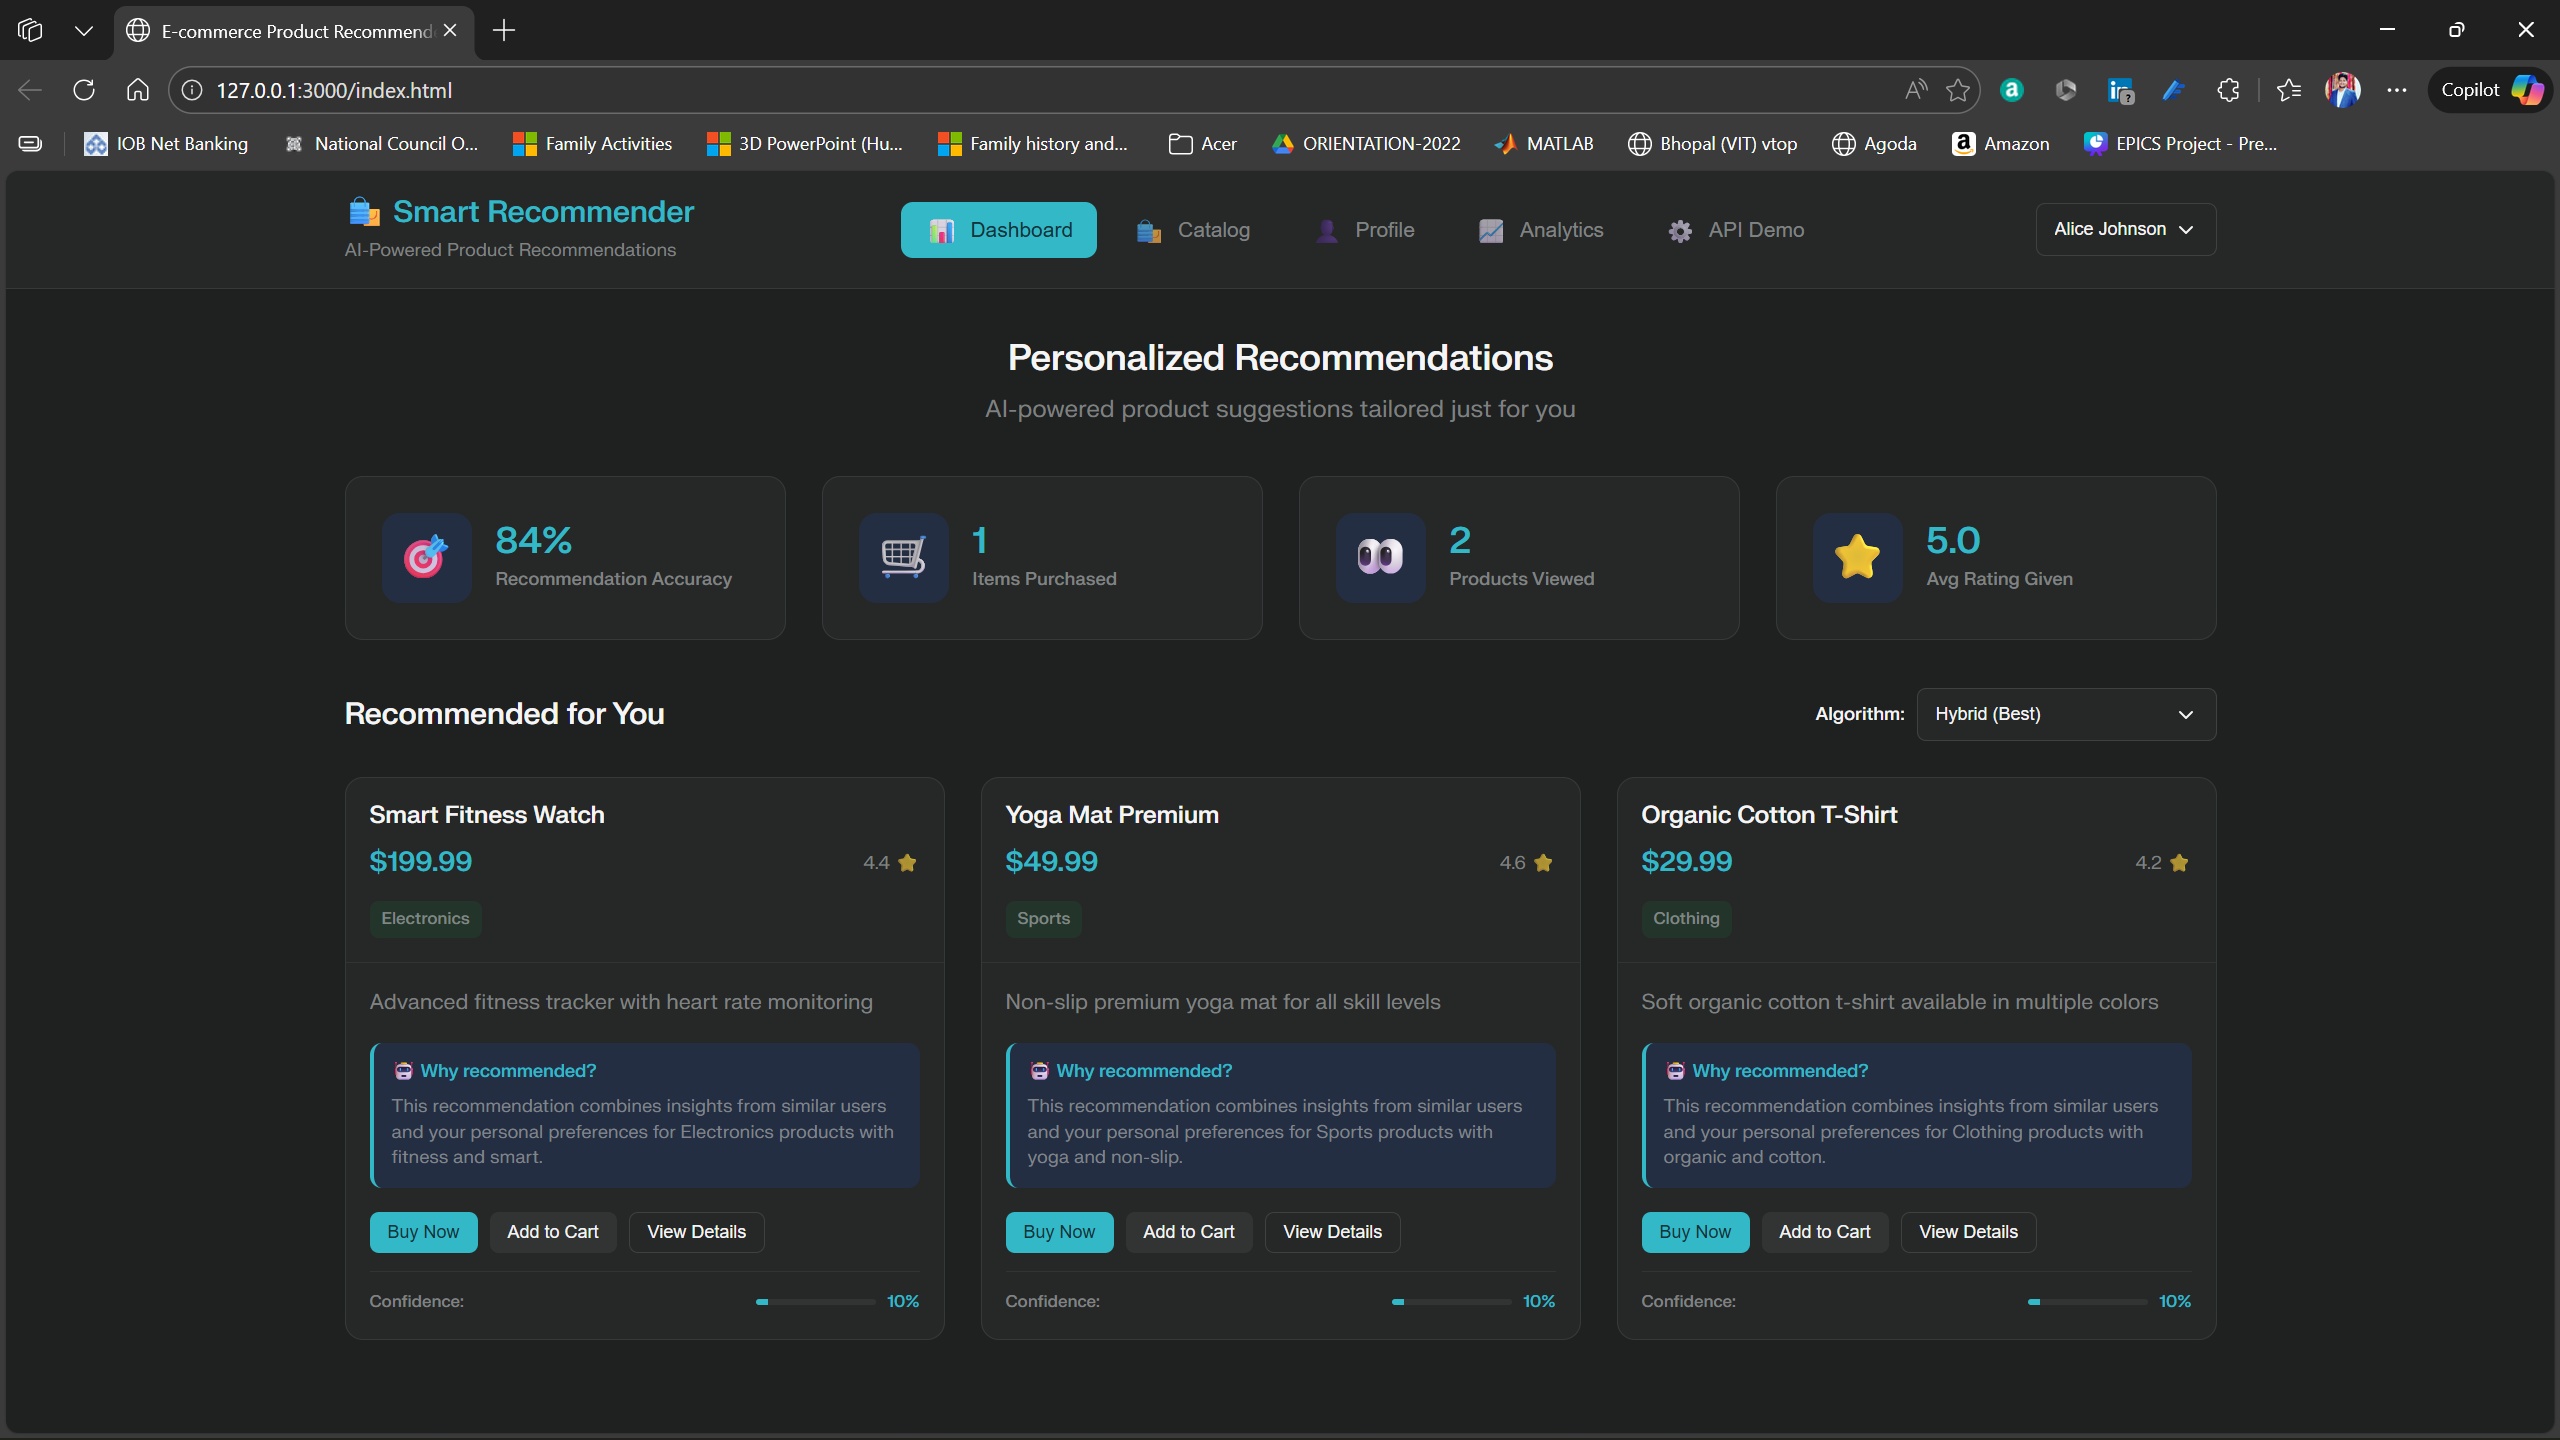 E-commerce Product Recommend
127.0.0.1:3000/index.html
Copilot
IOB Net Banking
National Council O...
Family Activities
3D PowerPoint (Hu...
Family history and...
Acer
ORIENTATION-2022
MATLAB
Bhopal (VIT) vtop
Agoda
Amazon
EPICS Project - Pre...
Smart Recommender
AI-Powered Product Recommendations
Dashboard
Catalog
Profile
Analytics
API Demo
Alice Johnson
Personalized Recommendations
AI-powered product suggestions tailored just for you
84%
Recommendation Accuracy
1
Items Purchased
2
Products Viewed
5.0
Avg Rating Given
Recommended for You
Algorithm:
Hybrid (Best)
Smart Fitness Watch
$199.99
4.4
Electronics
Advanced fitness tracker with heart rate monitoring
Why recommended?
This recommendation combines insights from similar users
and your personal preferences for Electronics products with
fitness and smart.
Buy Now
Add to Cart
View Details
Confidence:
10%
Yoga Mat Premium
$49.99
4.6
Sports
Non-slip premium yoga mat for all skill levels
Why recommended?
This recommendation combines insights from similar users
and your personal preferences for Sports products with
yoga and non-slip.
Buy Now
Add to Cart
View Details
Confidence:
10%
Organic Cotton T-Shirt
$29.99
4.2
Clothing
Soft organic cotton t-shirt available in multiple colors
Why recommended?
This recommendation combines insights from similar users
and your personal preferences for Clothing products with
organic and cotton.
Buy Now
Add to Cart
View Details
Confidence:
10%